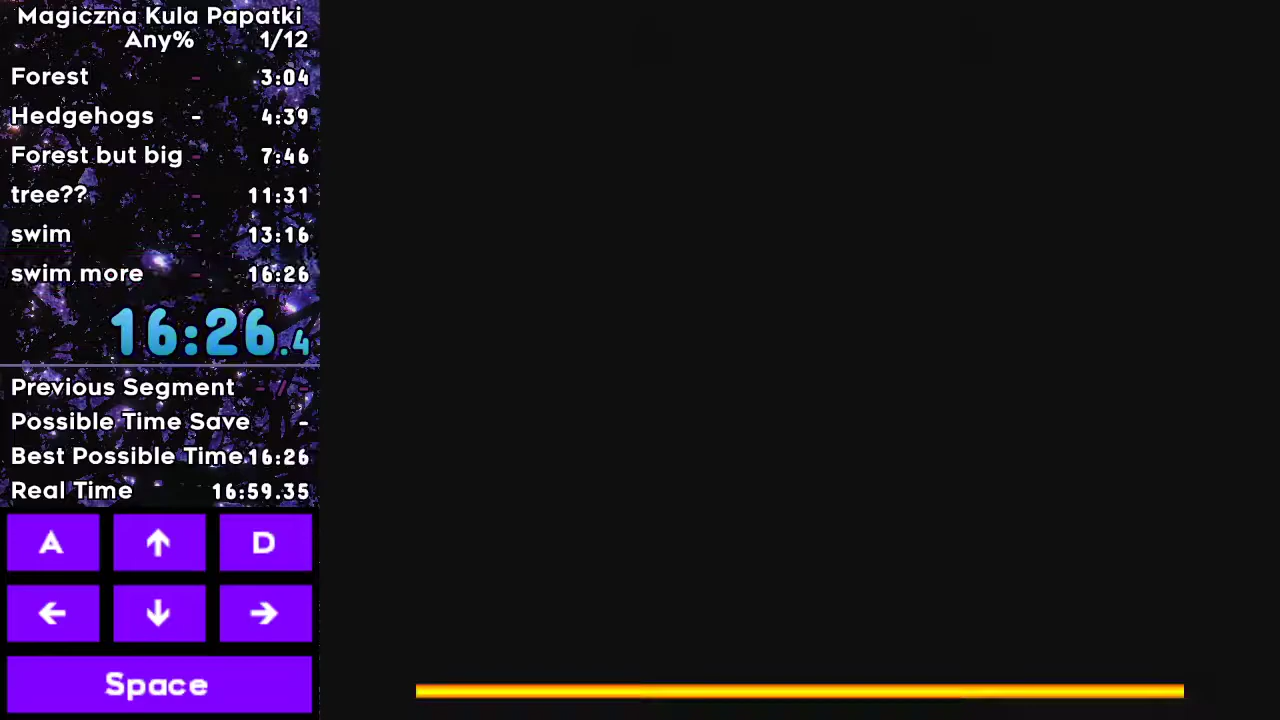 Magiczna Kula Papatki
Any% 1/12
Forest - 3:04
Hedgehogs - 4:39
Forest but big - 7:46
tree?? - 11:31
swim - 13:16
swim more - 16:26
16:26.4
Previous Segment - / -
Possible Time Save -
Best Possible Time 16:26
Real Time 16:59.35
A ↑ D
← ↓ →
Space